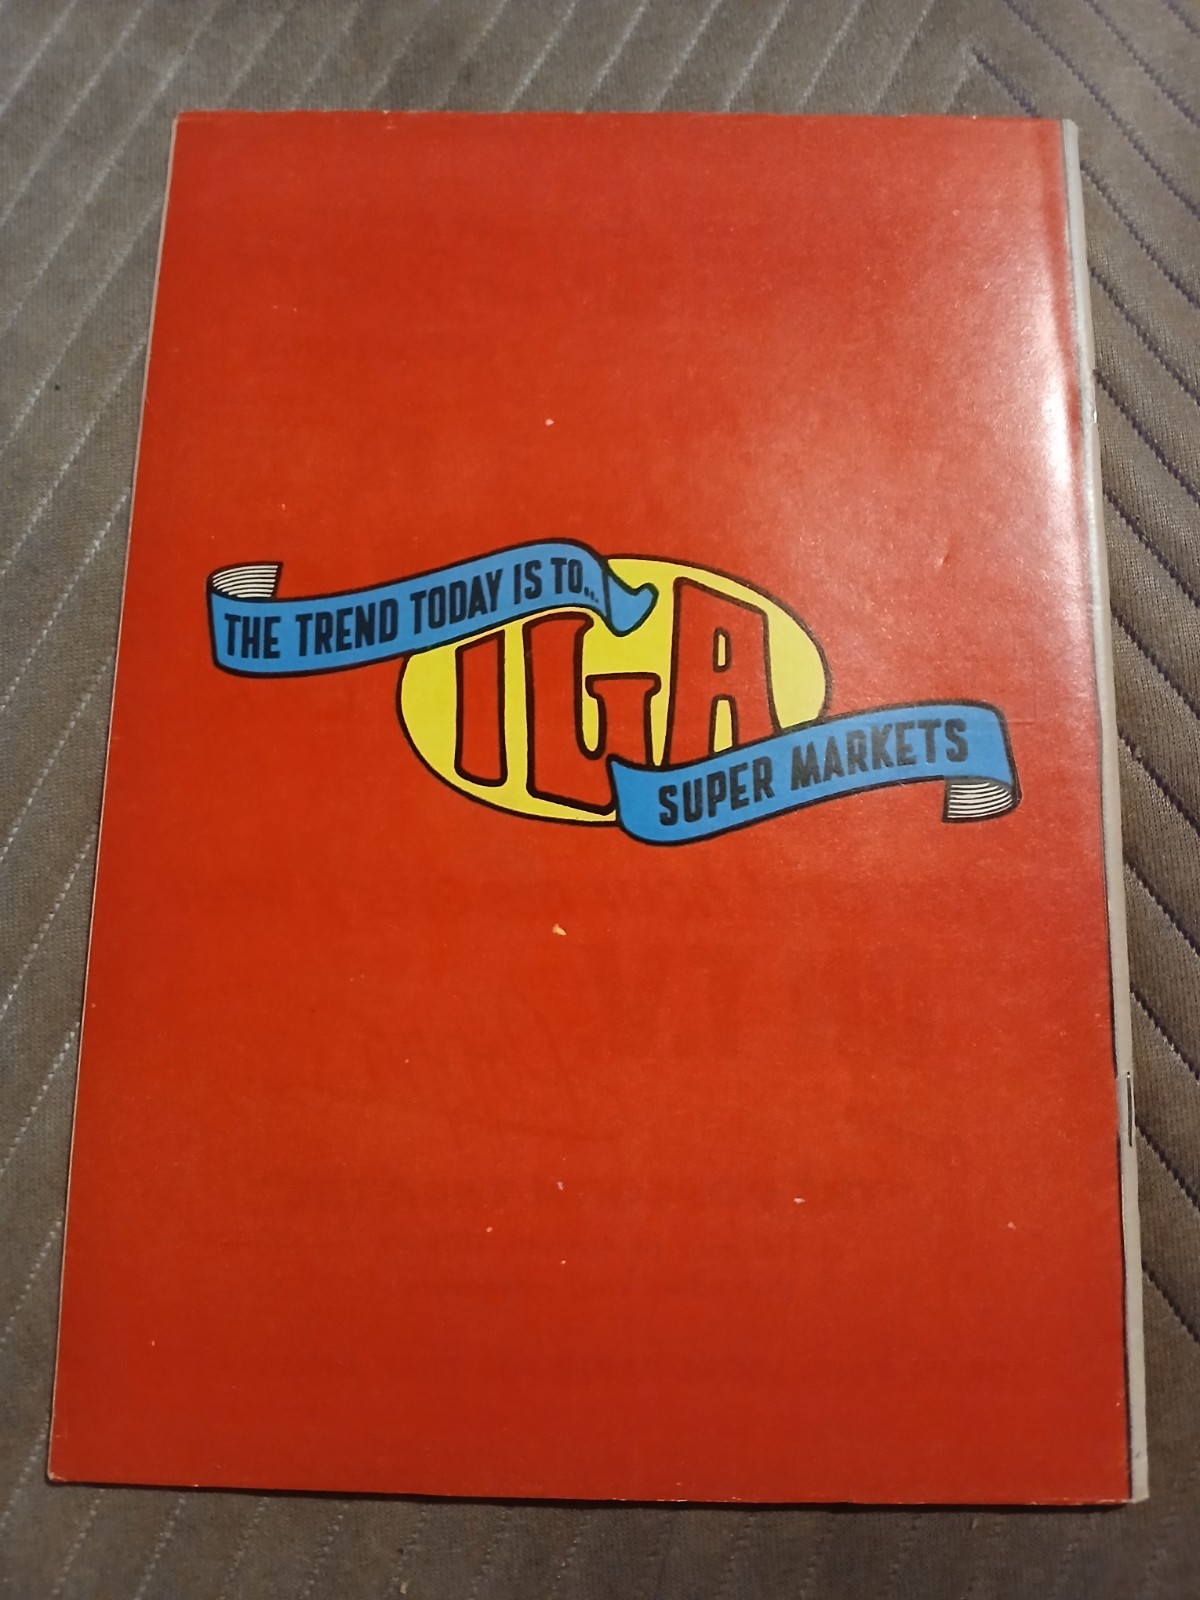 THE TREND TODAY IS TO...
IGA
SUPER MARKETS